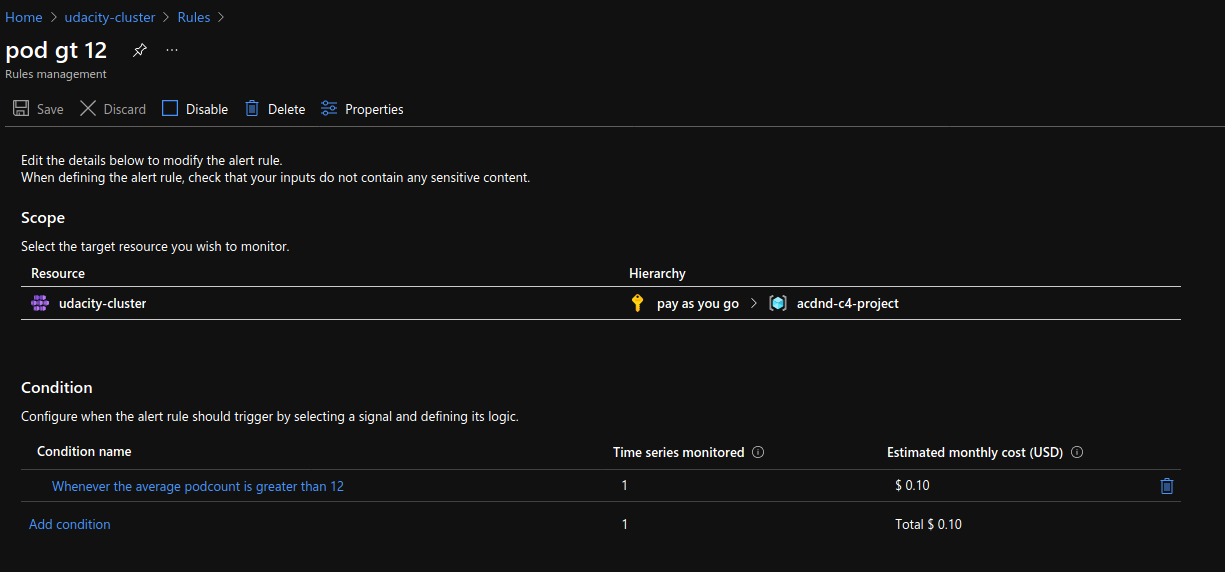 Home > udacity-cluster > Rules >
pod gt 12 ...
Rules management
Save Discard Disable Delete Properties
Edit the details below to modify the alert rule.
When defining the alert rule, check that your inputs do not contain any sensitive content.
Scope
Select the target resource you wish to monitor.
Resource Hierarchy
udacity-cluster pay as you go > acdnd-c4-project
Condition
Configure when the alert rule should trigger by selecting a signal and defining its logic.
Condition name Time series monitored Estimated monthly cost (USD)
Whenever the average podcount is greater than 12 1 $ 0.10
Add condition 1 Total $ 0.10